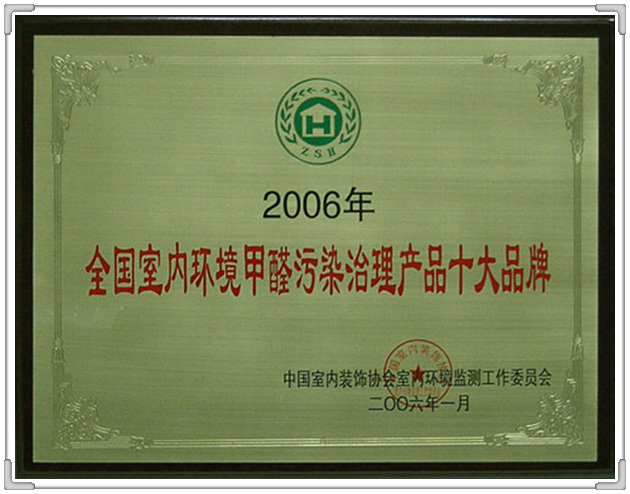 H
ZSH
2006年
全国室内环境甲醛污染治理产品十大品牌
中国室内装饰协会室内环境监测工作委员会
二〇〇六年一月